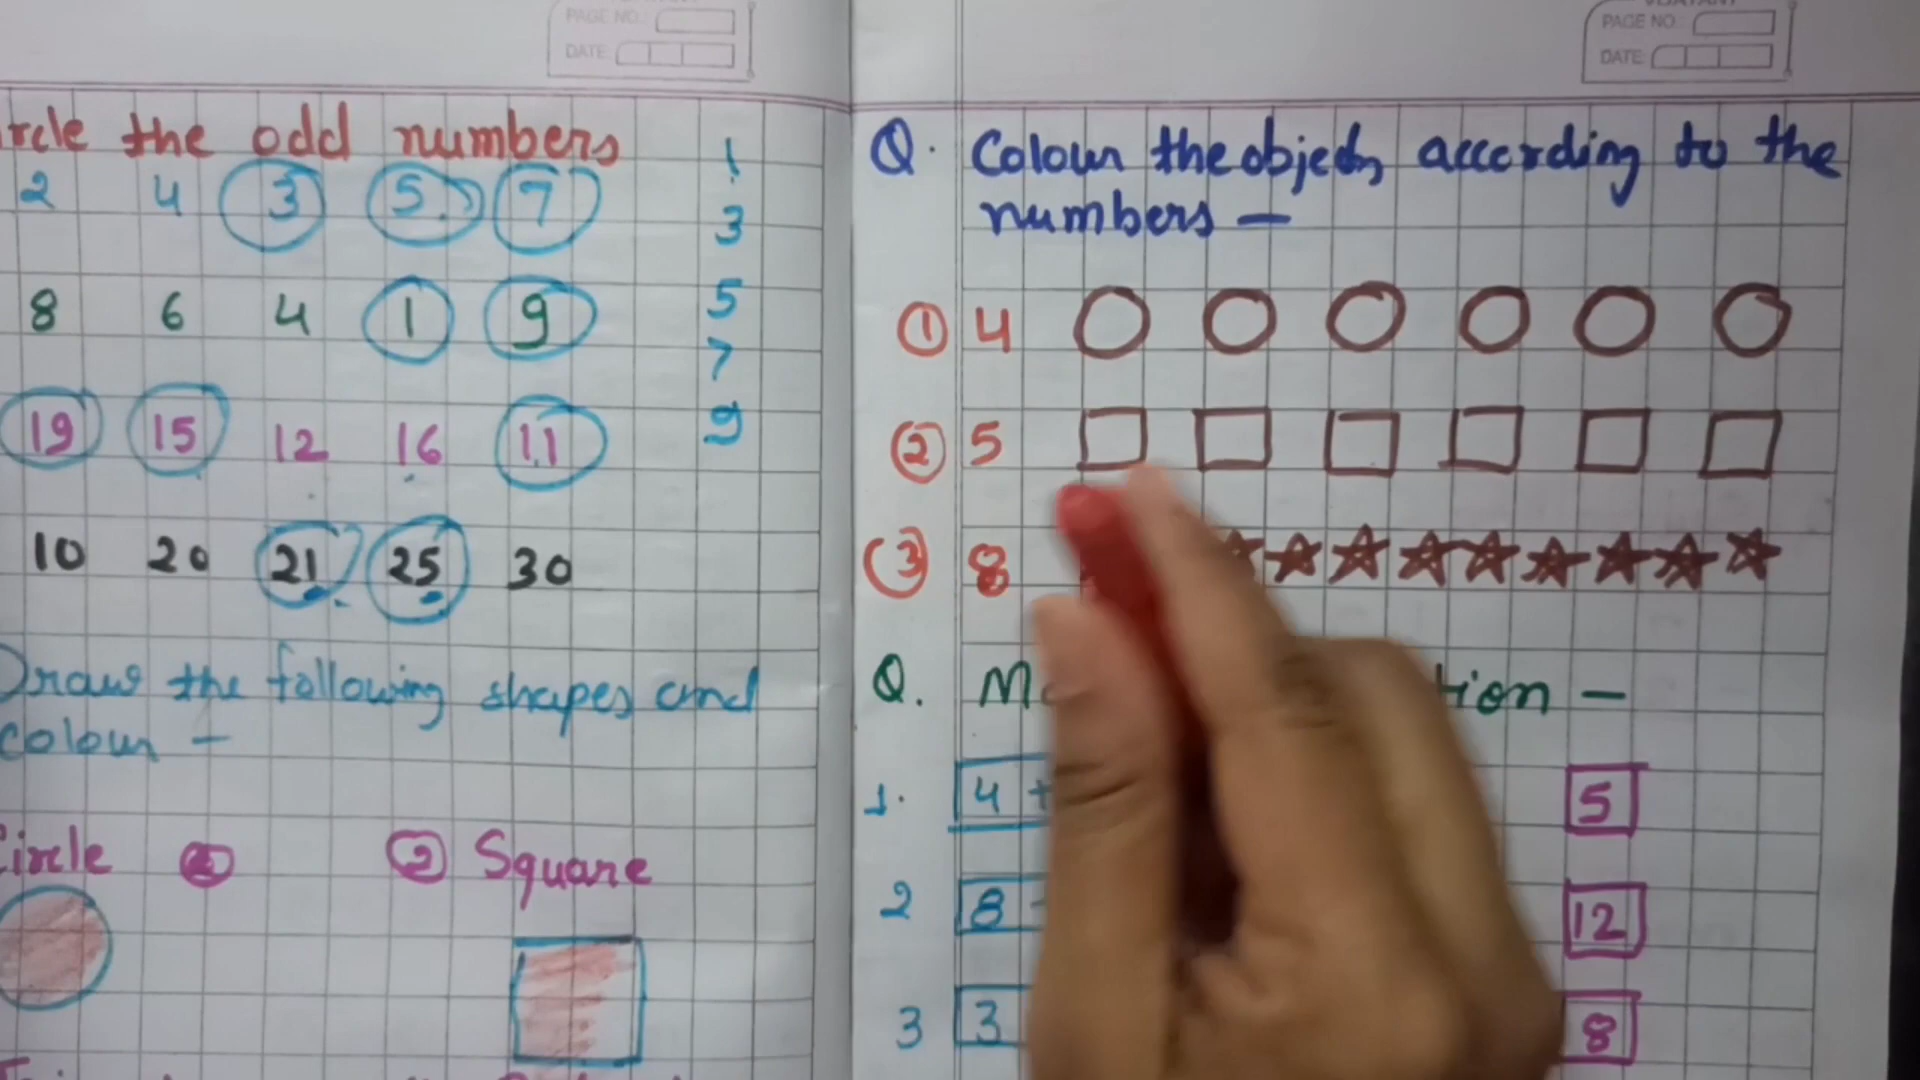 PAGE NO.:
DATE:
rcle the odd numbers
2 4 3 5 7
8 6 4 1 9
19 15 12 16 11
10 20 21 25 30
1
3
5
7
9
Draw the following shapes and
colour -
Circle
2 Square
PAGE NO.:
DATE:
Q. Colour the objects according to the
numbers -
1 4
2 5
3 8
Q. Ma tion -
1. 4 + 5
2 8 12
3 3 8